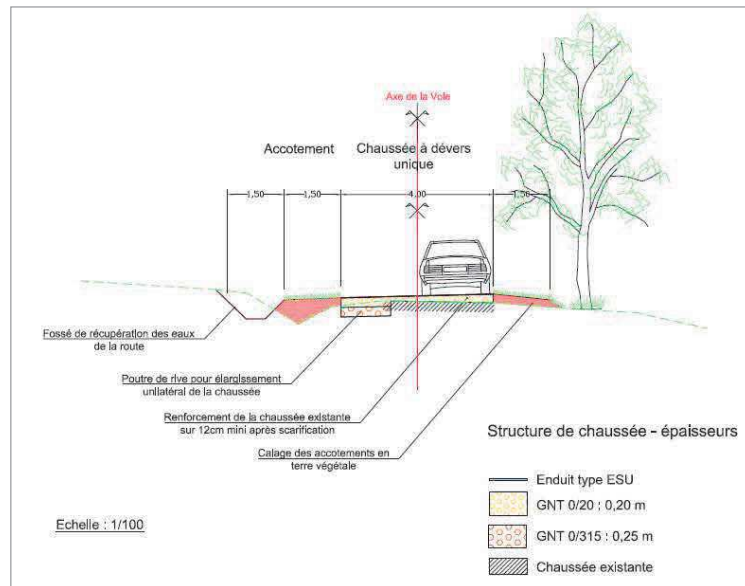 Axe de la Voie
Accotement
Chaussée à dévers
unique
1,50
1,50
4,00
1,50
Fossé de récupération des eaux
de la route
Poutre de rive pour élargissement
unilatéral de la chaussée
Renforcement de la chaussée existante
sur 12cm mini après scarification
Calage des accotements en
terre végétale
Structure de chaussée - épaisseurs
Enduit type ESU
GNT 0/20 : 0,20 m
GNT 0/315 : 0,25 m
Chaussée existante
Echelle : 1/100